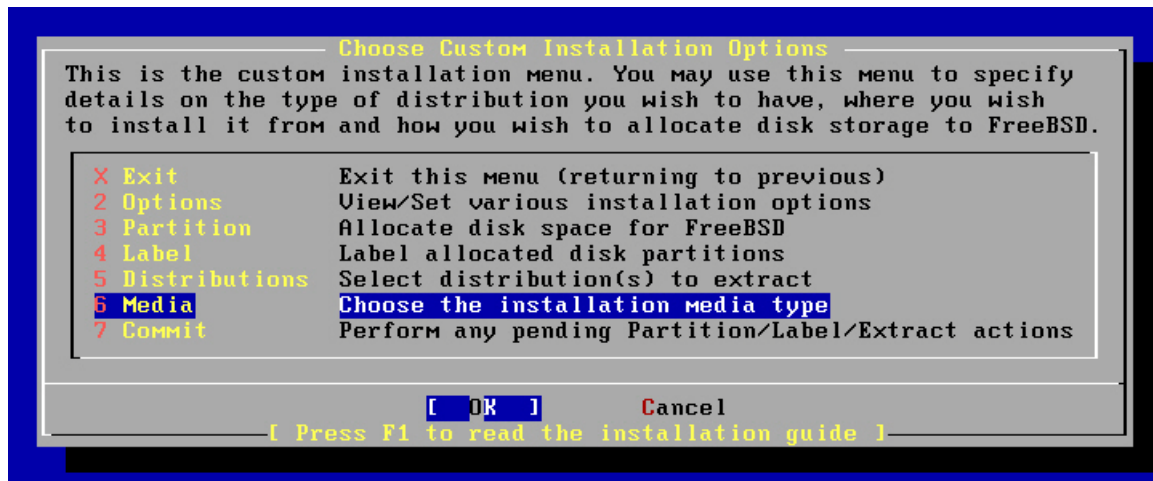 Choose Custom Installation Options
This is the custom installation menu. You may use this menu to specify
details on the type of distribution you wish to have, where you wish
to install it from and how you wish to allocate disk storage to FreeBSD.
X Exit Exit this menu (returning to previous)
2 Options View/Set various installation options
3 Partition Allocate disk space for FreeBSD
4 Label Label allocated disk partitions
5 Distributions Select distribution(s) to extract
6 Media Choose the installation media type
7 Commit Perform any pending Partition/Label/Extract actions
[ OK ] Cancel
[ Press F1 to read the installation guide ]